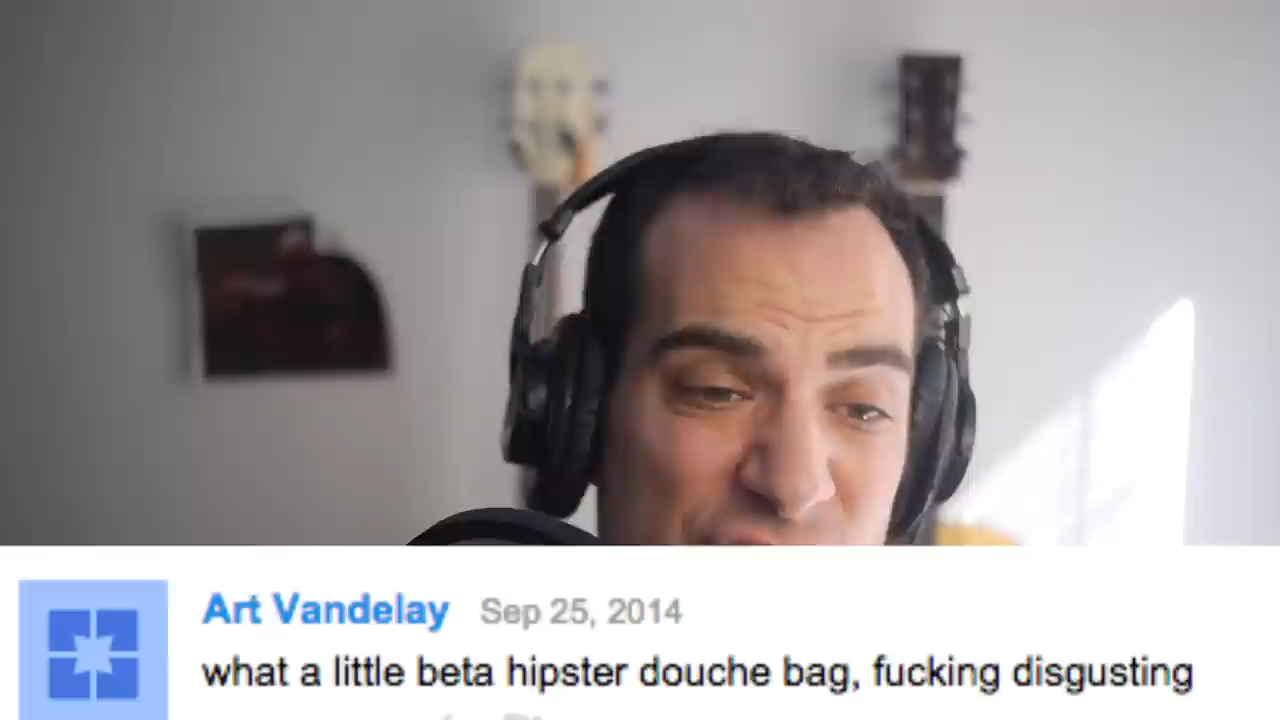 Art Vandelay Sep 25, 2014
what a little beta hipster douche bag, fucking disgusting